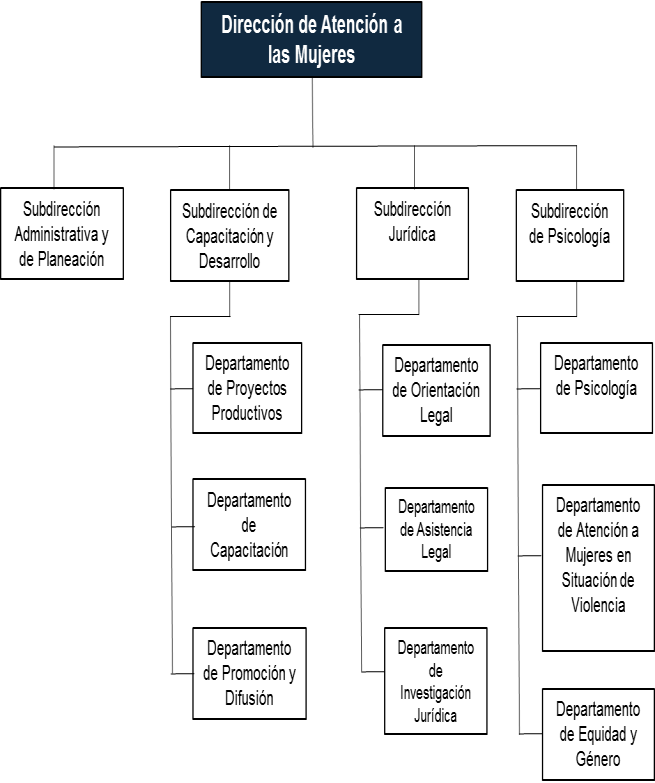 Dirección de Atención a
las Mujeres
Subdirección
Administrativa y
de Planeación
Subdirección de
Capacitación y
Desarrollo
Subdirección
Jurídica
Subdirección
de Psicología
Departamento
de Proyectos
Productivos
Departamento
de Orientación
Legal
Departamento
de Psicología
Departamento
de
Capacitación
Departamento
de Asistencia
Legal
Departamento
de Atención a
Mujeres en
Situación de
Violencia
Departamento
de Promoción y
Difusión
Departamento
de
Investigación
Jurídica
Departamento
de Equidad y
Género